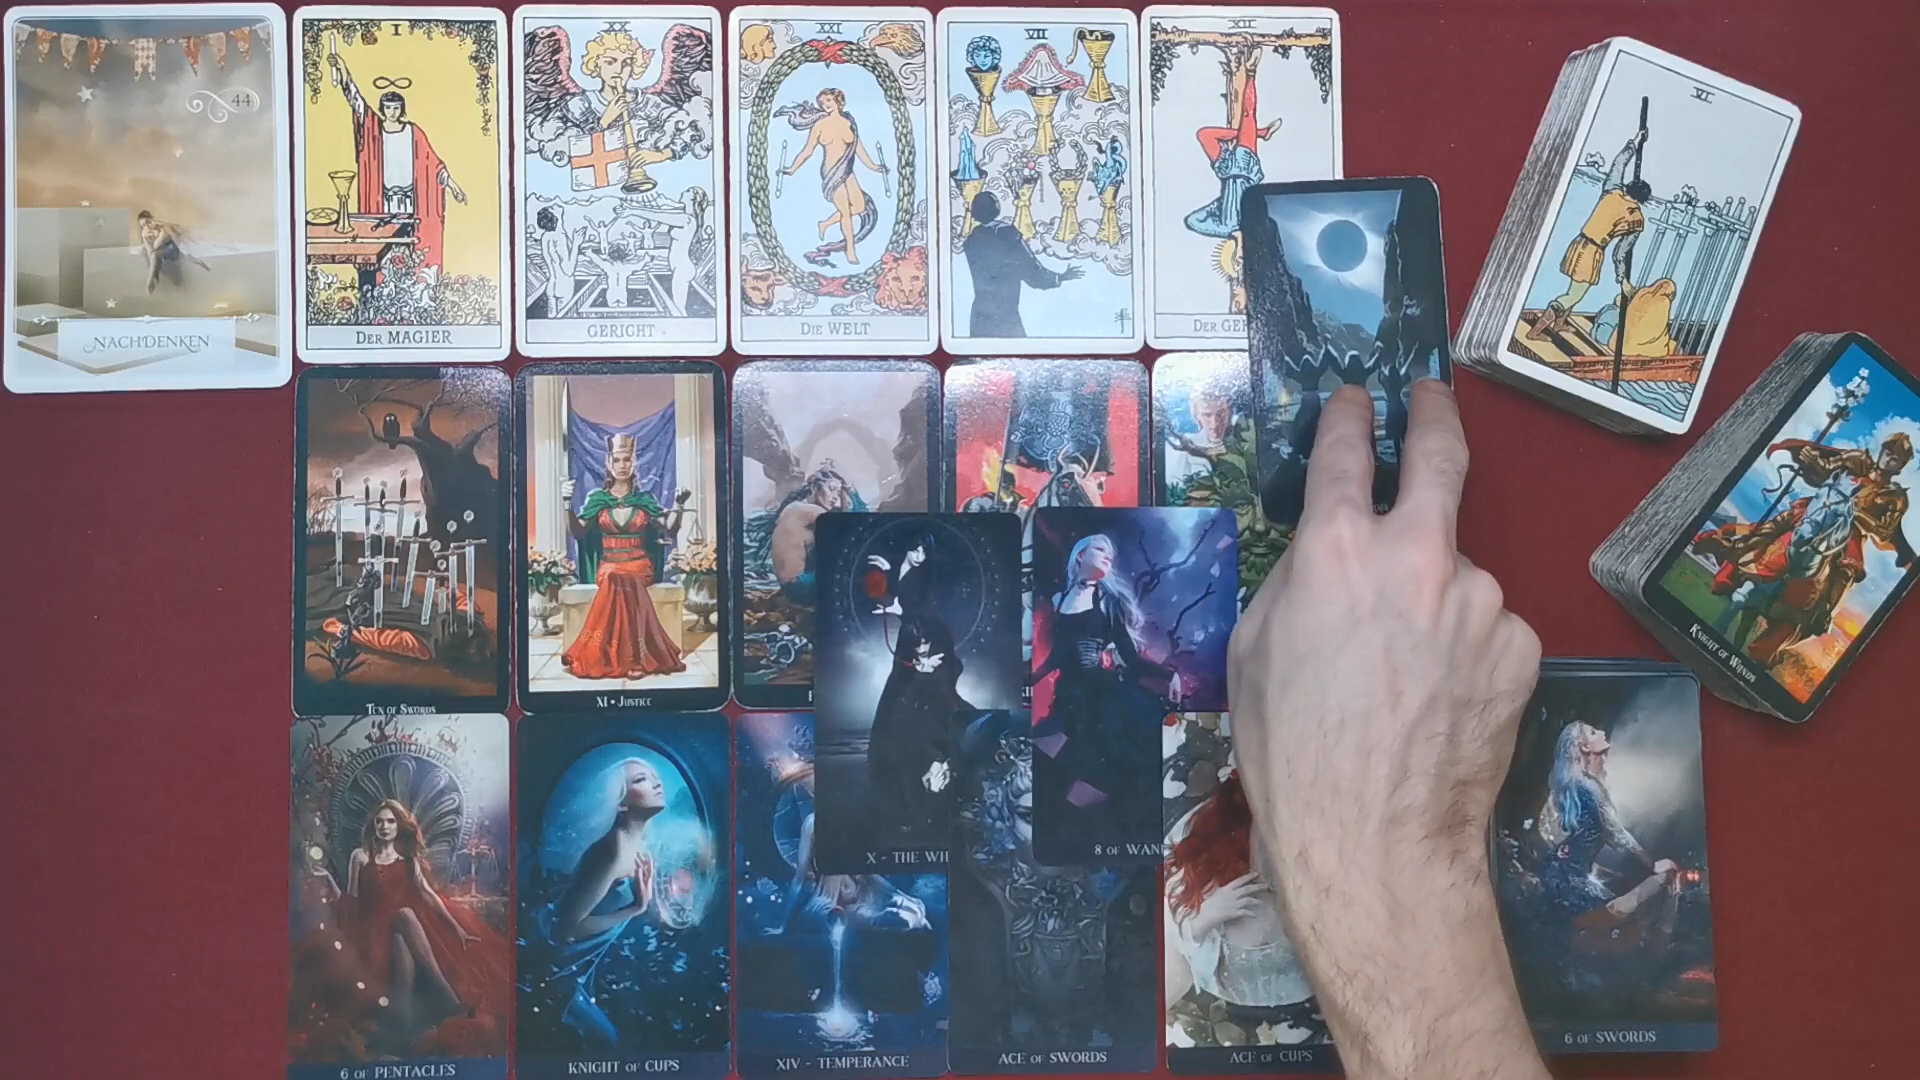 44
NACHDENKEN
I
DER MAGIER
XX
GERICHT
XXI
DIE WELT
VII
XII
DER GE
VI
KNIGHT OF WANDS
TEN OF SWORDS
XI • JUSTICE
X - THE WH
8 OF WAN
6 OF PENTACLES
KNIGHT OF CUPS
XIV - TEMPERANCE
ACE OF SWORDS
ACE OF CUPS
6 OF SWORDS